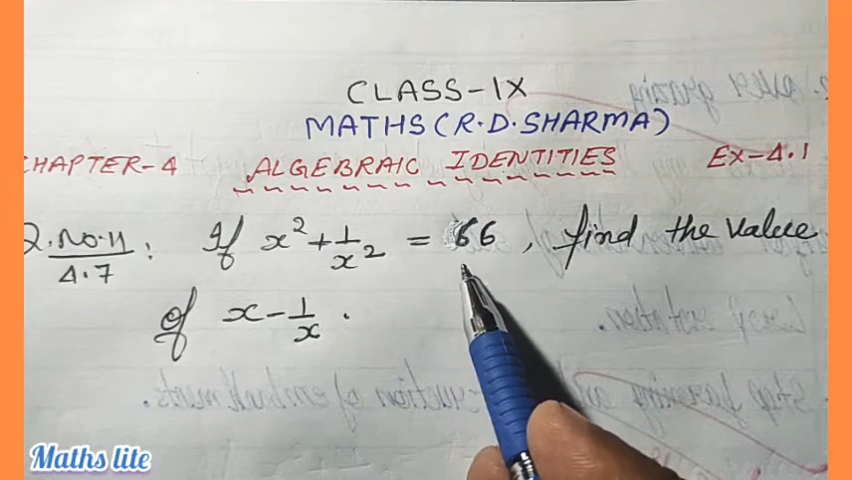 CLASS-IX
MATHS (R.D.SHARMA)
CHAPTER-4 ALGEBRAIC IDENTITIES EX-4.1
Q.No.11 / 4.7 : If x² + 1/x² = 66, find the value
of x - 1/x.
Maths lite